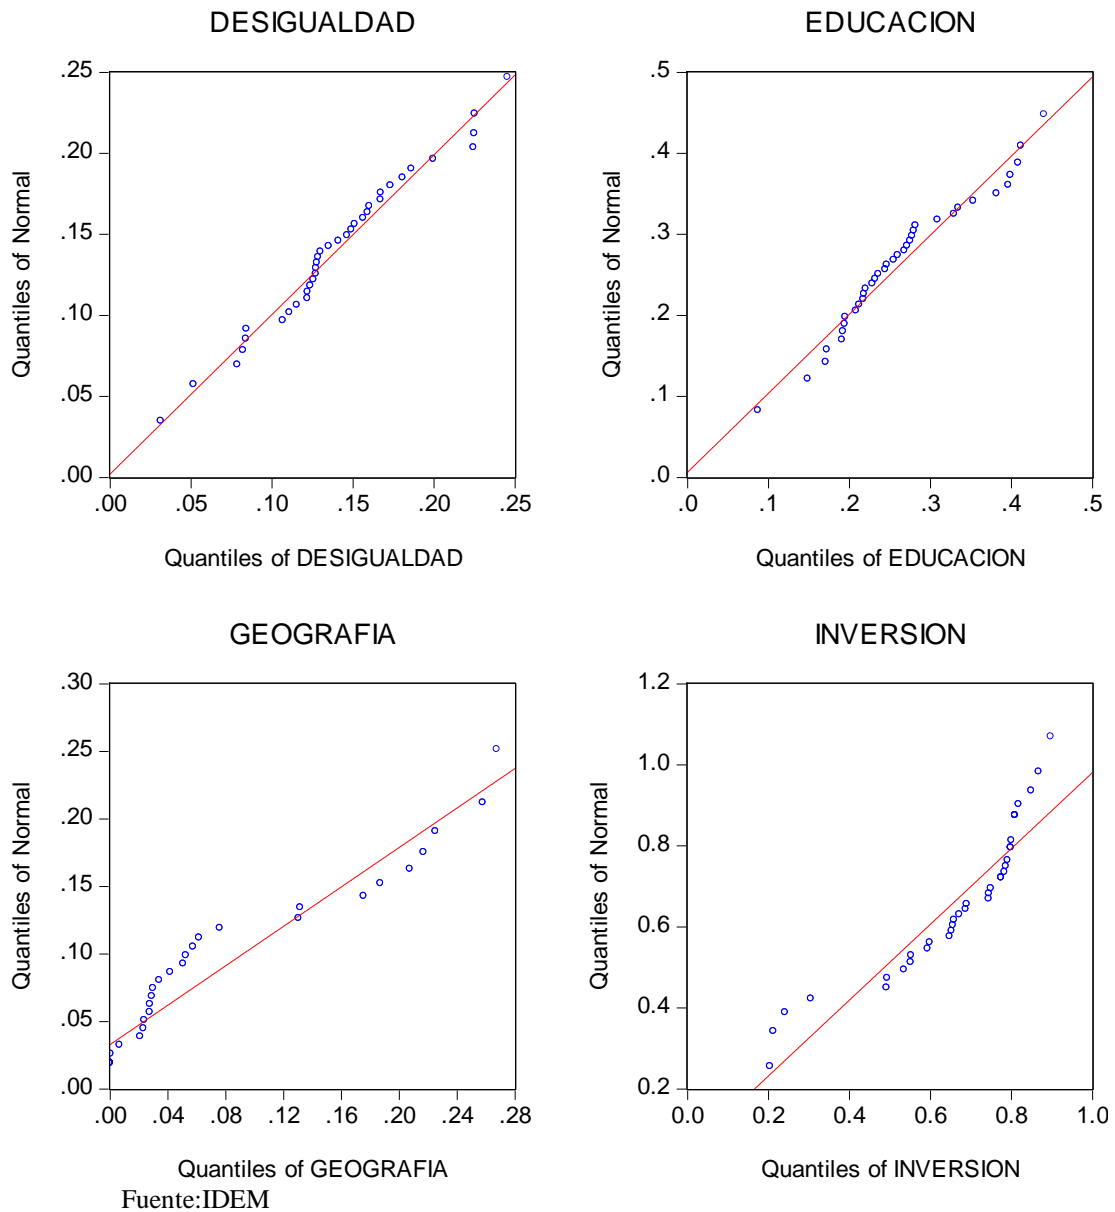 DESIGUALDAD
.25
.20
.15
.10
.05
.00
.00 .05 .10 .15 .20 .25
Quantiles of Normal
Quantiles of DESIGUALDAD
EDUCACION
.5
.4
.3
.2
.1
.0
.0 .1 .2 .3 .4 .5
Quantiles of Normal
Quantiles of EDUCACION
GEOGRAFIA
.30
.25
.20
.15
.10
.05
.00
.00 .04 .08 .12 .16 .20 .24 .28
Quantiles of Normal
Quantiles of GEOGRAFIA
INVERSION
1.2
1.0
0.8
0.6
0.4
0.2
0.0 0.2 0.4 0.6 0.8 1.0
Quantiles of Normal
Quantiles of INVERSION
Fuente:IDEM